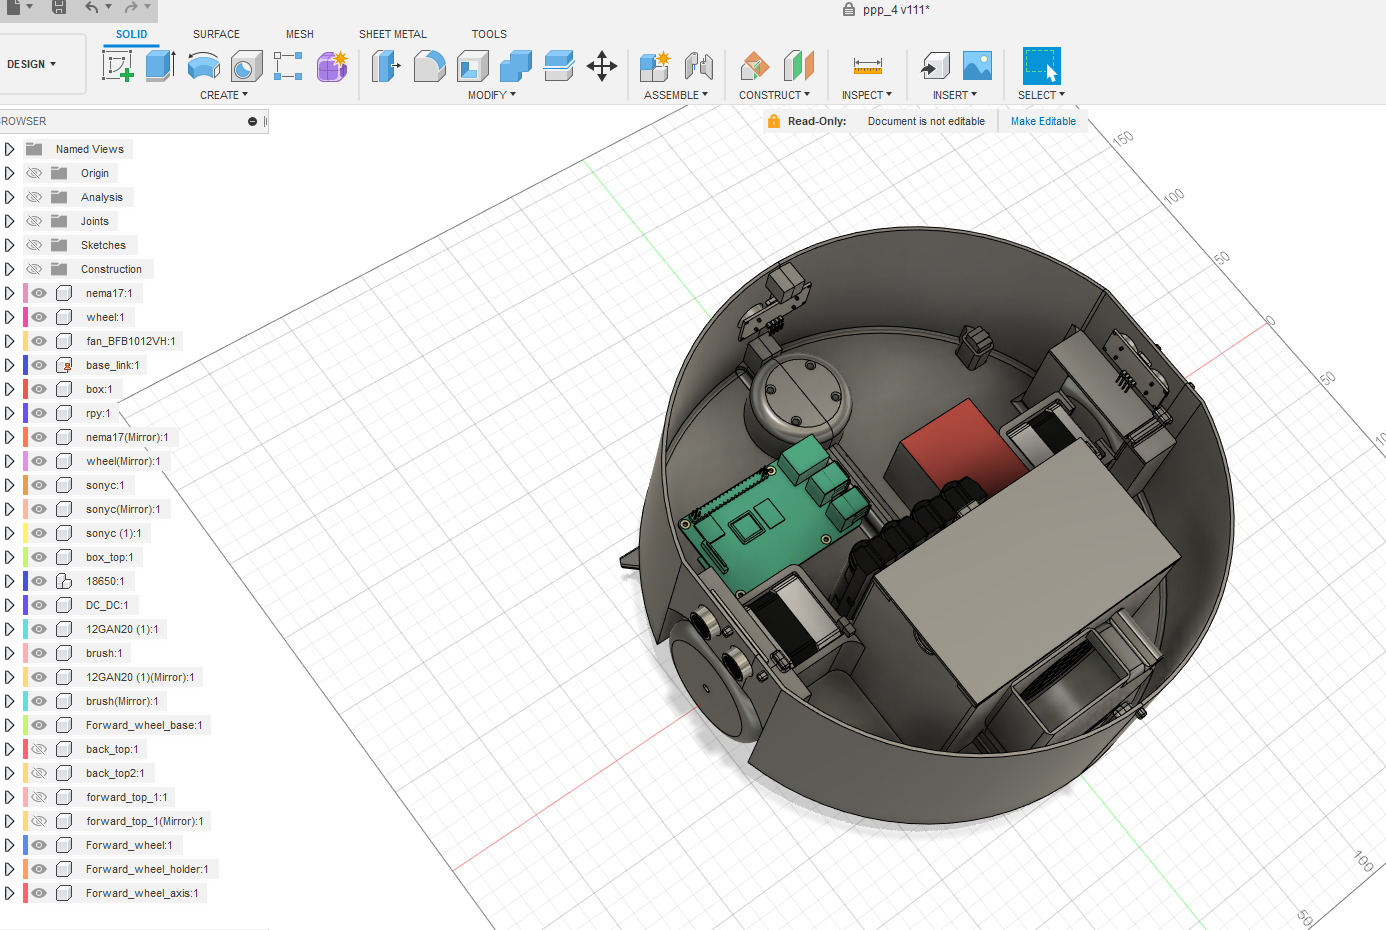 ppp_4 v111*
SOLID SURFACE MESH SHEET METAL TOOLS
DESIGN
CREATE MODIFY ASSEMBLE CONSTRUCT INSPECT INSERT SELECT
ROWSER
Read-Only: Document is not editable Make Editable
Named Views
Origin
Analysis
Joints
Sketches
Construction
nema17:1
wheel:1
fan_BFB1012VH:1
base_link:1
box:1
rpy:1
nema17(Mirror):1
wheel(Mirror):1
sonyc:1
sonyc(Mirror):1
sonyc (1):1
box_top:1
18650:1
DC_DC:1
12GAN20 (1):1
brush:1
12GAN20 (1)(Mirror):1
brush(Mirror):1
Forward_wheel_base:1
back_top:1
back_top2:1
forward_top_1:1
forward_top_1(Mirror):1
Forward_wheel:1
Forward_wheel_holder:1
Forward_wheel_axis:1
150
100
50
0
50
10
100
50